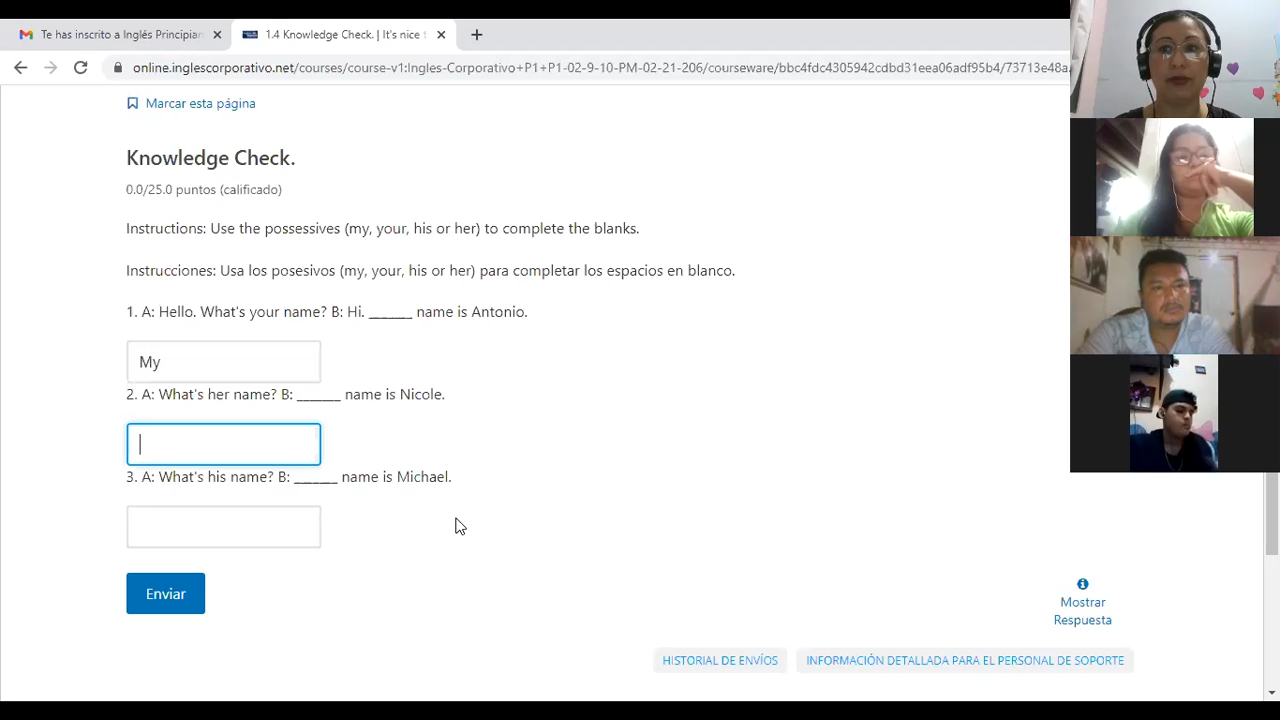 Te has inscrito a Inglés Principian
1.4 Knowledge Check. | It's nice t
online.inglescorporativo.net/courses/course-v1:Ingles-Corporativo+P1+P1-02-9-10-PM-02-21-206/courseware/bbc4fdc4305942cdbd31eea06adf95b4/73713e48a
Marcar esta página
Knowledge Check.
0.0/25.0 puntos (calificado)
Instructions: Use the possessives (my, your, his or her) to complete the blanks.
Instrucciones: Usa los posesivos (my, your, his or her) para completar los espacios en blanco.
1. A: Hello. What's your name? B: Hi. ______ name is Antonio.
My
2. A: What's her name? B: ______ name is Nicole.
3. A: What's his name? B: ______ name is Michael.
Enviar
Mostrar
Respuesta
HISTORIAL DE ENVÍOS
INFORMACIÓN DETALLADA PARA EL PERSONAL DE SOPORTE